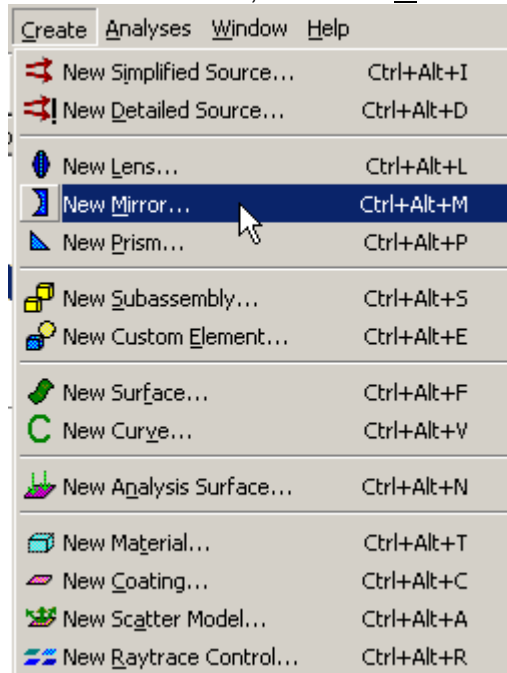 Create Analyses Window Help
New Simplified Source... Ctrl+Alt+I
New Detailed Source... Ctrl+Alt+D
New Lens... Ctrl+Alt+L
New Mirror... Ctrl+Alt+M
New Prism... Ctrl+Alt+P
New Subassembly... Ctrl+Alt+S
New Custom Element... Ctrl+Alt+E
New Surface... Ctrl+Alt+F
New Curve... Ctrl+Alt+V
New Analysis Surface... Ctrl+Alt+N
New Material... Ctrl+Alt+T
New Coating... Ctrl+Alt+C
New Scatter Model... Ctrl+Alt+A
New Raytrace Control... Ctrl+Alt+R